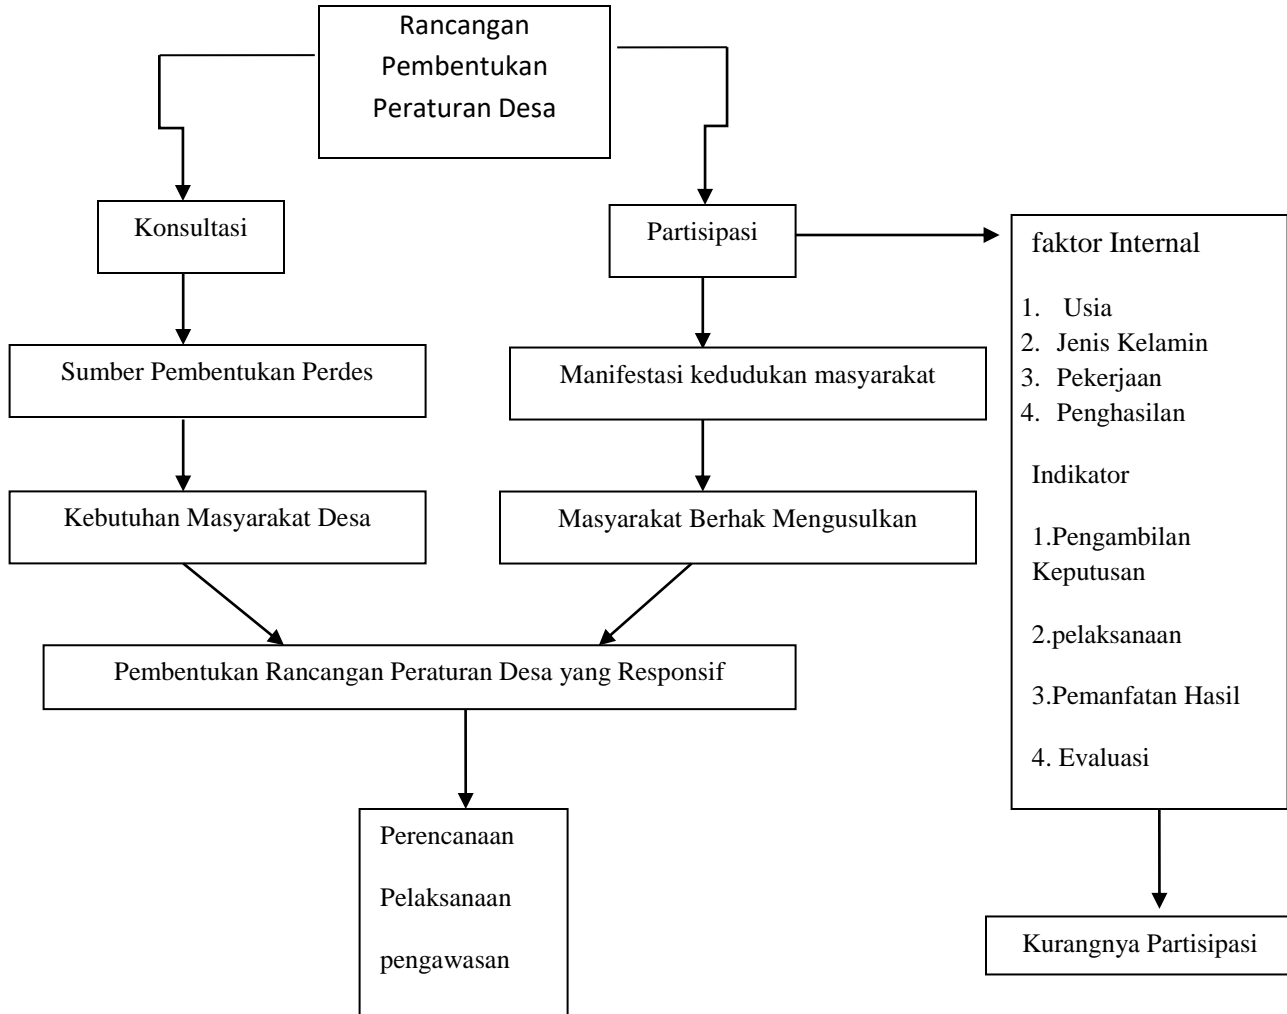 Rancangan
Pembentukan
Peraturan Desa
Konsultasi
Partisipasi
faktor Internal
1. Usia
2. Jenis Kelamin
3. Pekerjaan
4. Penghasilan
Indikator
1.Pengambilan
Keputusan
2.pelaksanaan
3.Pemanfatan Hasil
4. Evaluasi
Sumber Pembentukan Perdes
Manifestasi kedudukan masyarakat
Kebutuhan Masyarakat Desa
Masyarakat Berhak Mengusulkan
Pembentukan Rancangan Peraturan Desa yang Responsif
Perencanaan
Pelaksanaan
pengawasan
Kurangnya Partisipasi